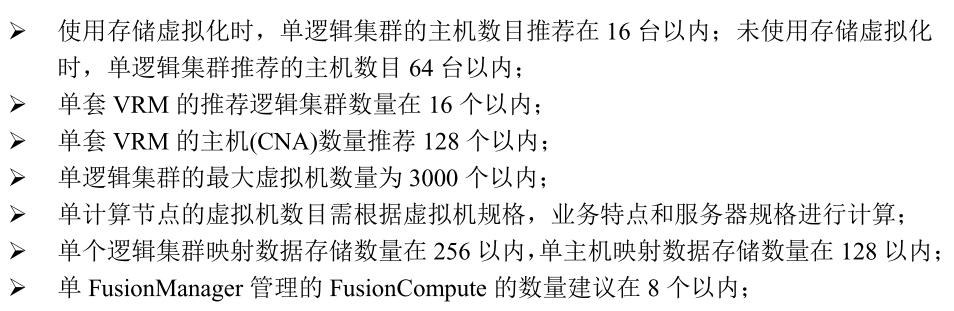 ➢ 使用存储虚拟化时，单逻辑集群的主机数目推荐在 16 台以内；未使用存储虚拟化
时，单逻辑集群推荐的主机数目 64 台以内；
➢ 单套 VRM 的推荐逻辑集群数量在 16 个以内；
➢ 单套 VRM 的主机(CNA)数量推荐 128 个以内；
➢ 单逻辑集群的最大虚拟机数量为 3000 个以内；
➢ 单计算节点的虚拟机数目需根据虚拟机规格，业务特点和服务器规格进行计算；
➢ 单个逻辑集群映射数据存储数量在 256 以内，单主机映射数据存储数量在 128 以内；
➢ 单 FusionManager 管理的 FusionCompute 的数量建议在 8 个以内；